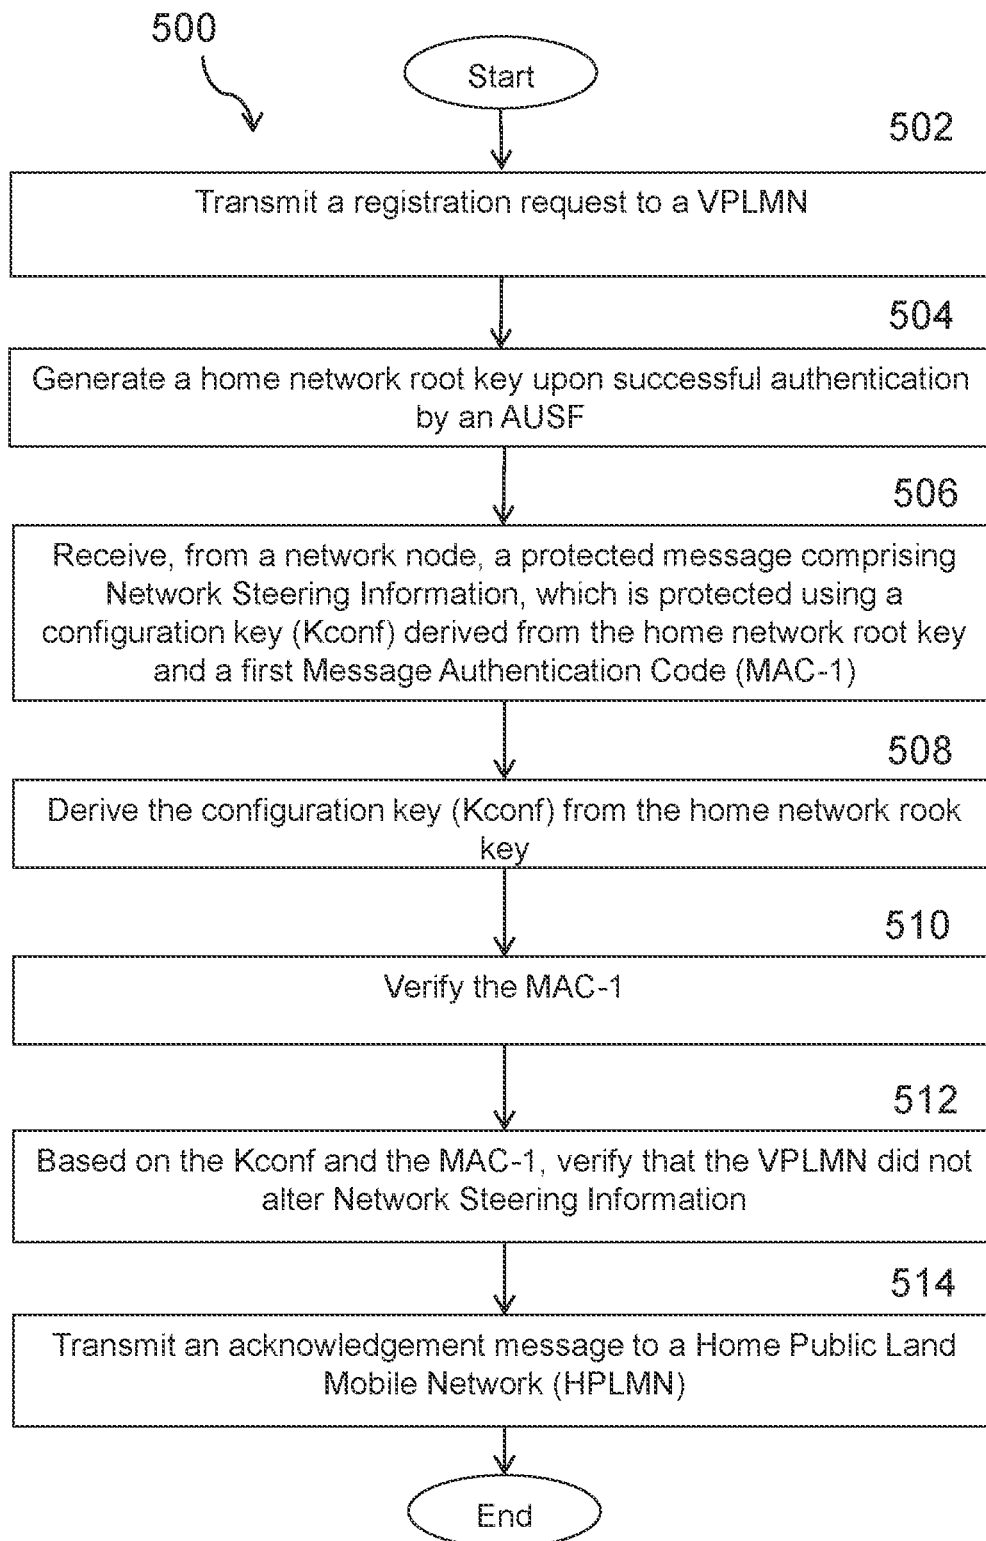 500
Start
502
Transmit a registration request to a VPLMN
504
Generate a home network root key upon successful authentication
by an AUSF
506
Receive, from a network node, a protected message comprising
Network Steering Information, which is protected using a
configuration key (Kconf) derived from the home network root key
and a first Message Authentication Code (MAC-1)
508
Derive the configuration key (Kconf) from the home network rook
key
510
Verify the MAC-1
512
Based on the Kconf and the MAC-1, verify that the VPLMN did not
alter Network Steering Information
514
Transmit an acknowledgement message to a Home Public Land
Mobile Network (HPLMN)
End